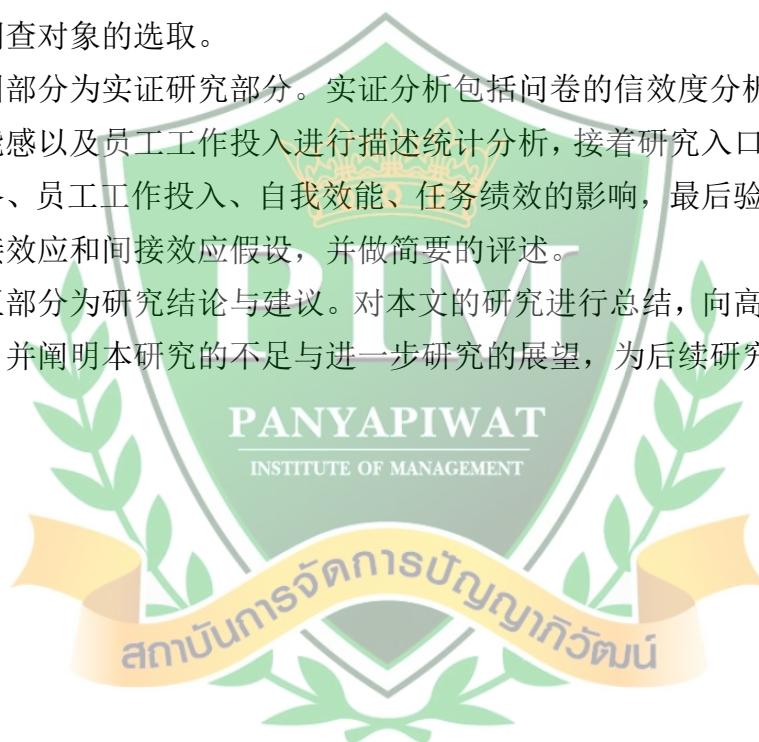 查对象的选取。
部分为实证研究部分。实证分析包括问卷的信效度分析
感以及员工工作投入进行描述统计分析，接着研究入口
、员工工作投入、自我效能、任务绩效的影响，最后验
效应和间接效应假设，并做简要的评述。
部分为研究结论与建议。对本文的研究进行总结，向高
并阐明本研究的不足与进一步研究的展望，为后续研究
PIM
PANYAPIWAT
INSTITUTE OF MANAGEMENT
สถาบันการจัดการปัญญาภิวัฒน์